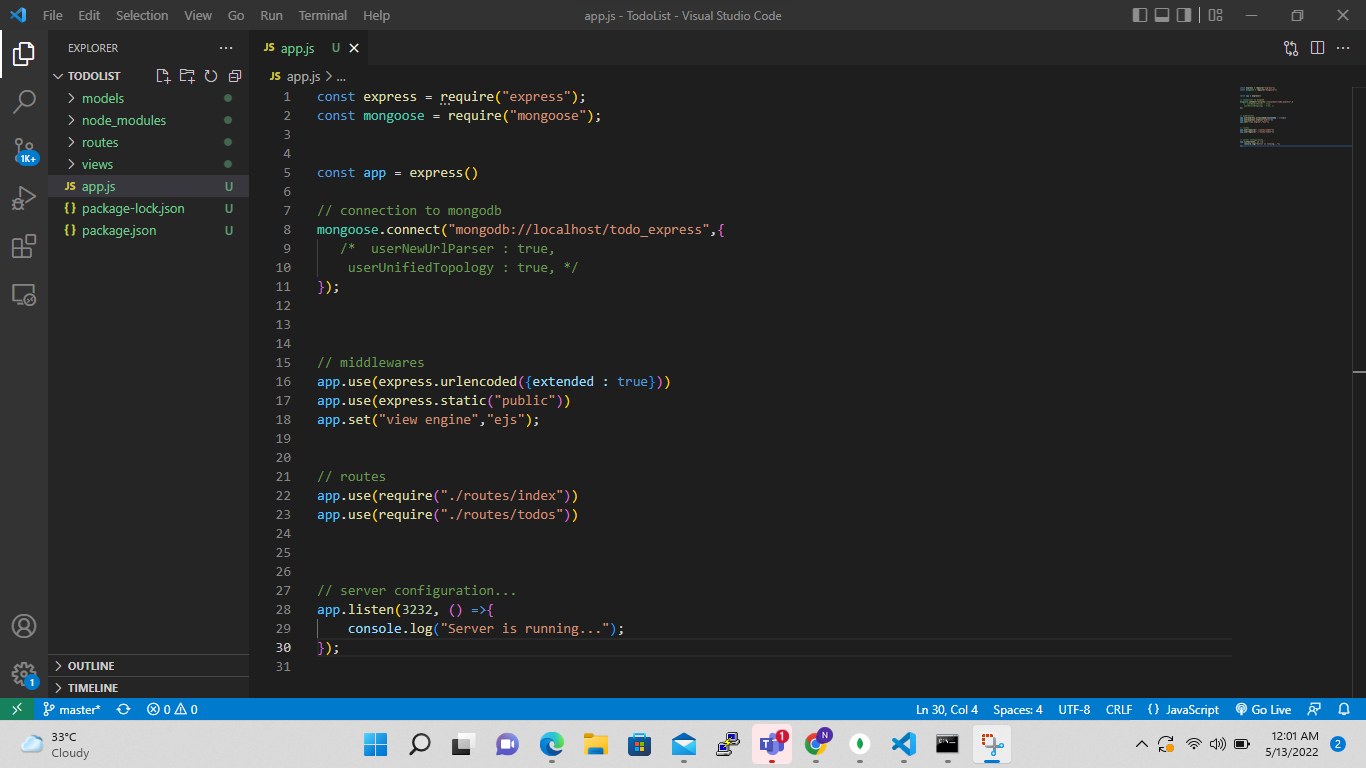 File Edit Selection View Go Run Terminal Help
app.js - TodoList - Visual Studio Code
EXPLORER
TODOLIST
models
node_modules
routes
views
JS app.js U
{} package-lock.json U
{} package.json U
OUTLINE
TIMELINE
1K+
1
JS app.js U
JS app.js > ...
1 const express = require("express");
2 const mongoose = require("mongoose");
3
4
5 const app = express()
6
7 // connection to mongodb
8 mongoose.connect("mongodb://localhost/todo_express",{
9 /*  userNewUrlParser : true,
10 userUnifiedTopology : true, */
11 });
12
13
14
15 // middlewares
16 app.use(express.urlencoded({extended : true}))
17 app.use(express.static("public"))
18 app.set("view engine","ejs");
19
20
21 // routes
22 app.use(require("./routes/index"))
23 app.use(require("./routes/todos"))
24
25
26
27 // server configuration...
28 app.listen(3232, () =>{
29 console.log("Server is running...");
30 });
31
master* 0 0 Ln 30, Col 4 Spaces: 4 UTF-8 CRLF {} JavaScript Go Live
33°C
Cloudy
1
N
12:01 AM
5/13/2022
2